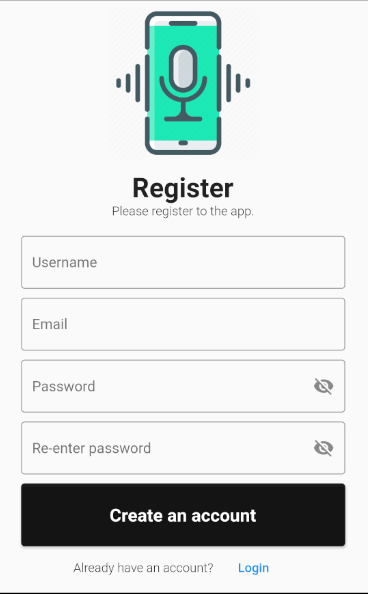 Register
Please register to the app.
Username
Email
Password
Re-enter password
Create an account
Already have an account? Login